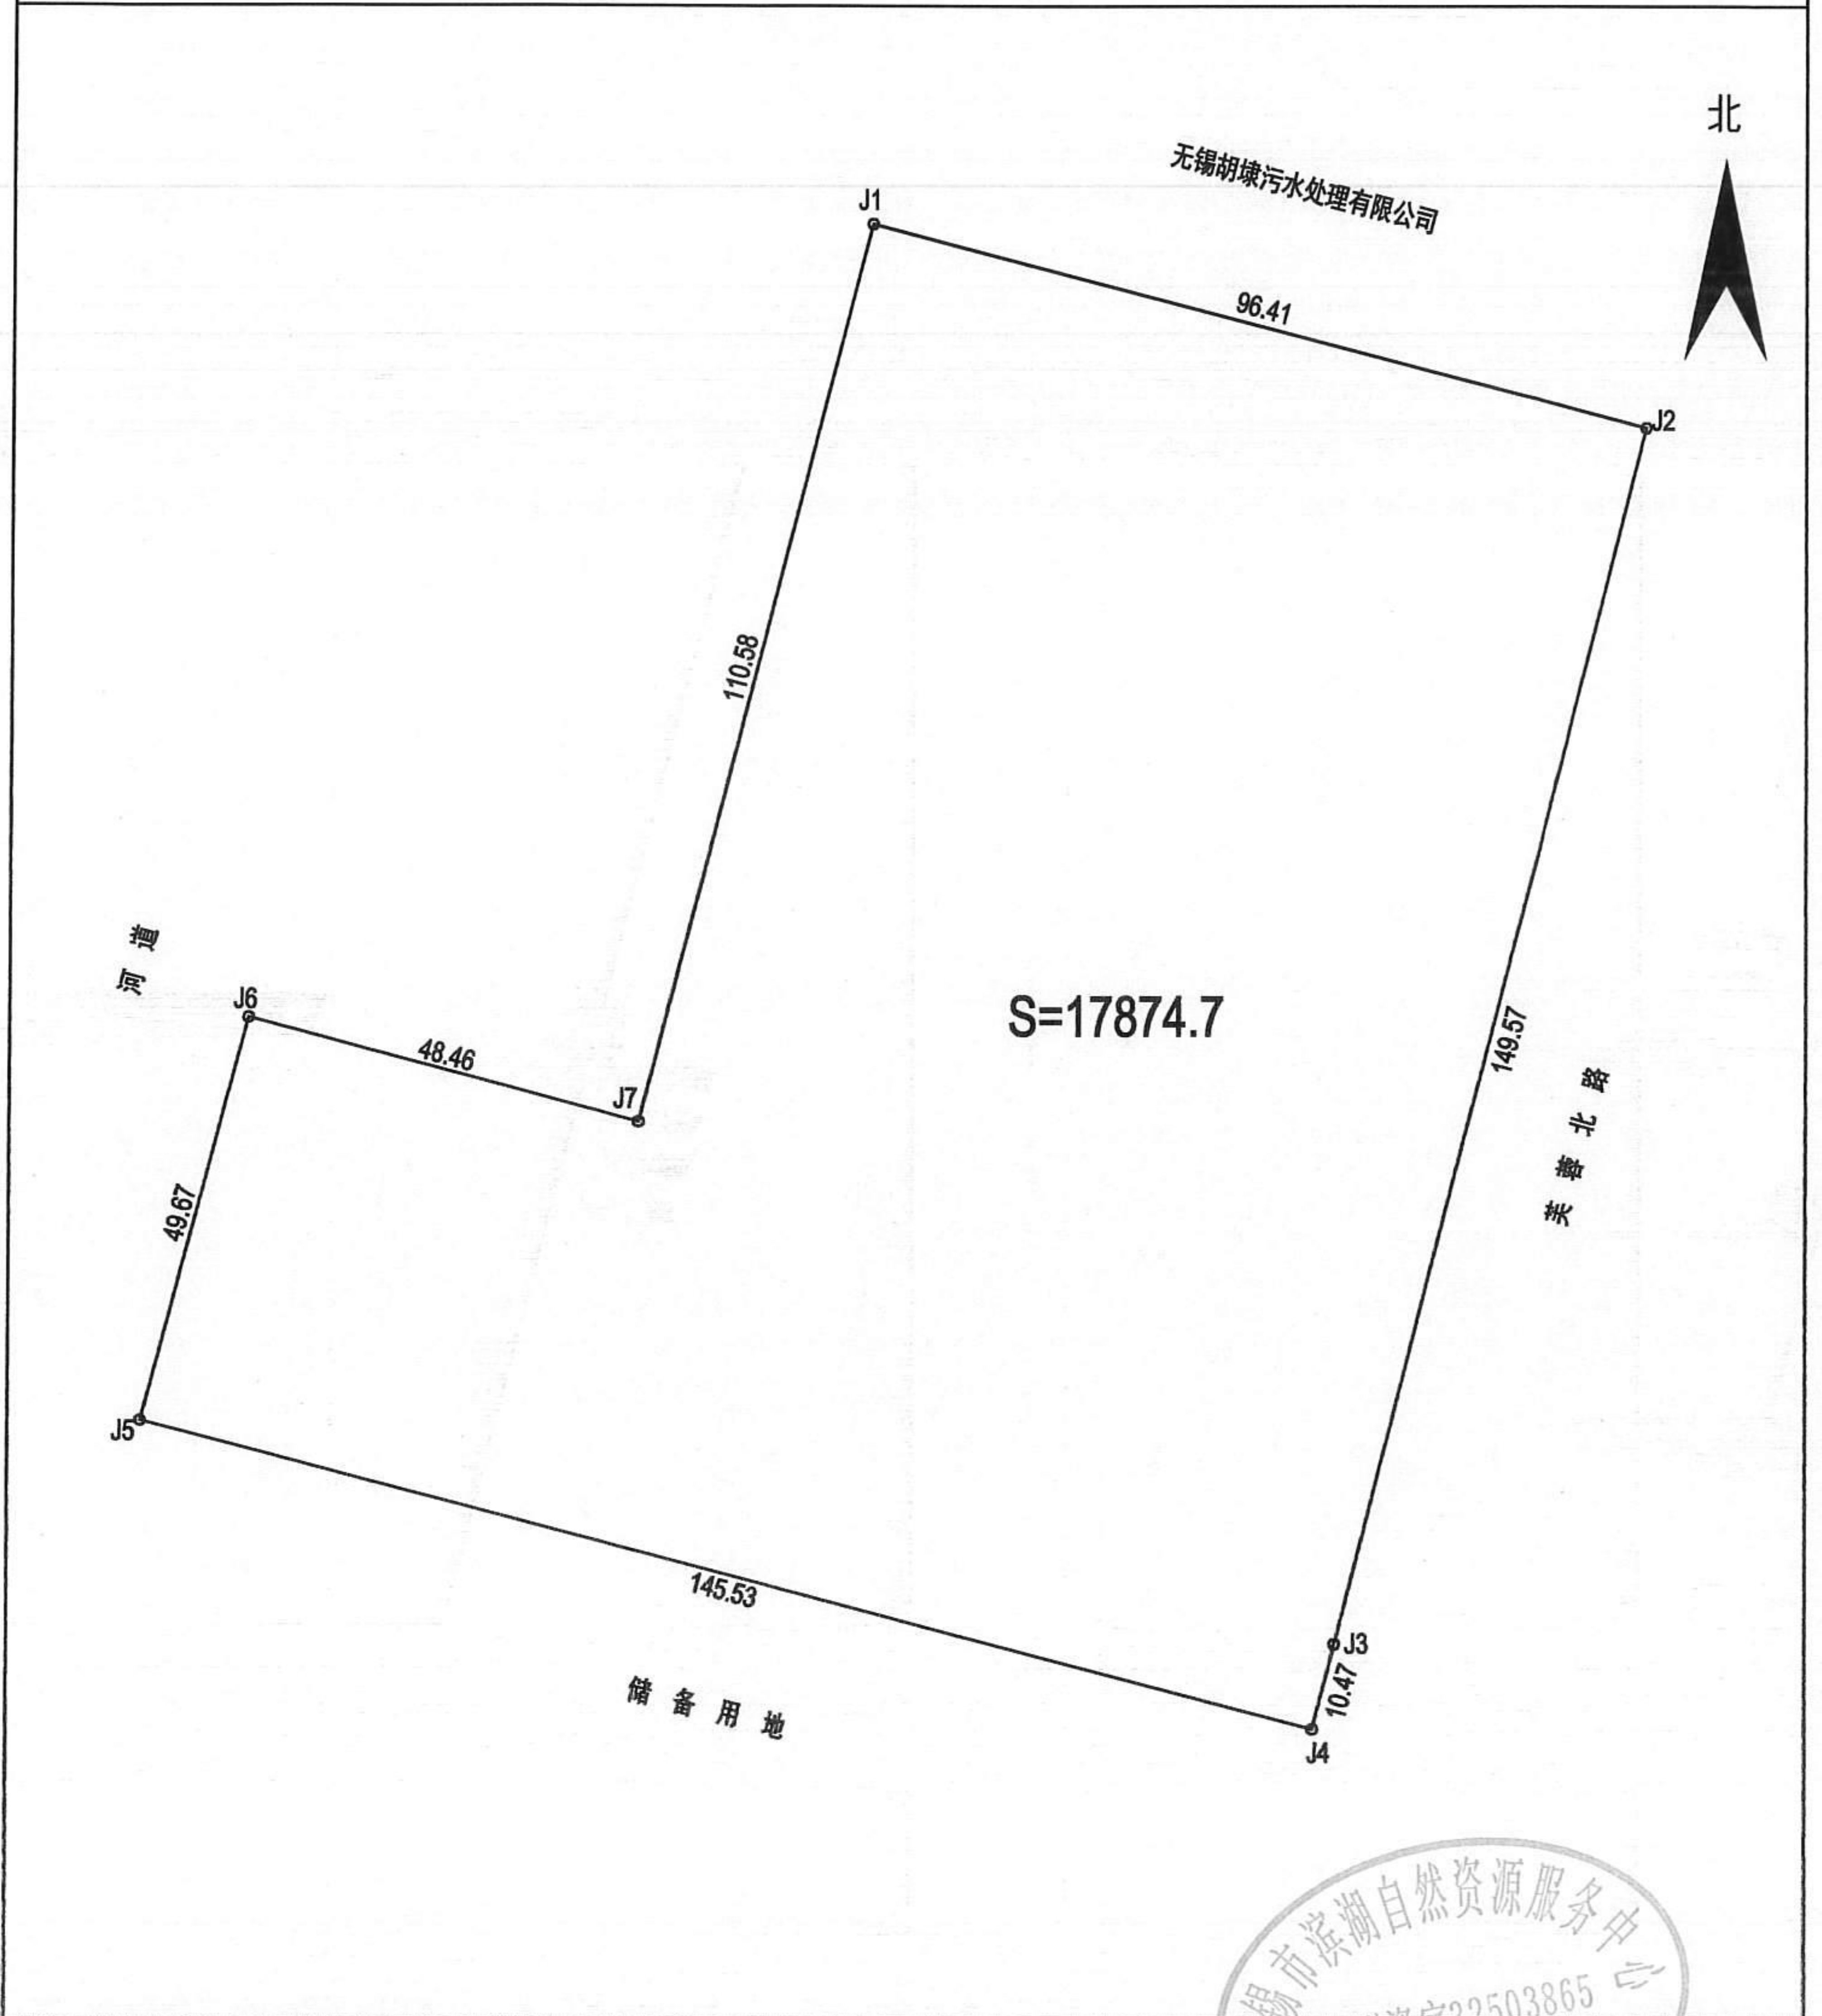 北
无锡胡埭污水处理有限公司
J1
96.41
J2
110.58
河道
J6
48.46
J7
S=17874.7
149.57
芙蓉北路
49.67
J5
145.53
J3
10.47
J4
储备用地
锡市滨湖自然资源服务中心
22503865